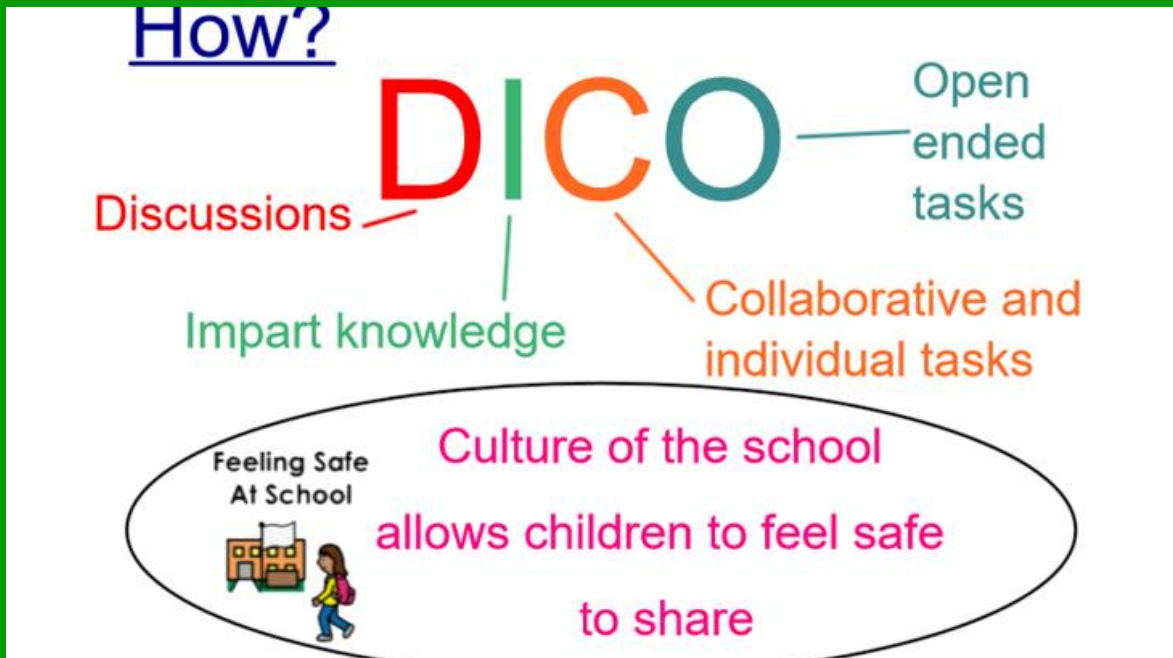 How?
DICO
Open
ended
tasks
Discussions
Impart knowledge
Collaborative and
individual tasks
Feeling Safe
At School
Culture of the school
allows children to feel safe
to share